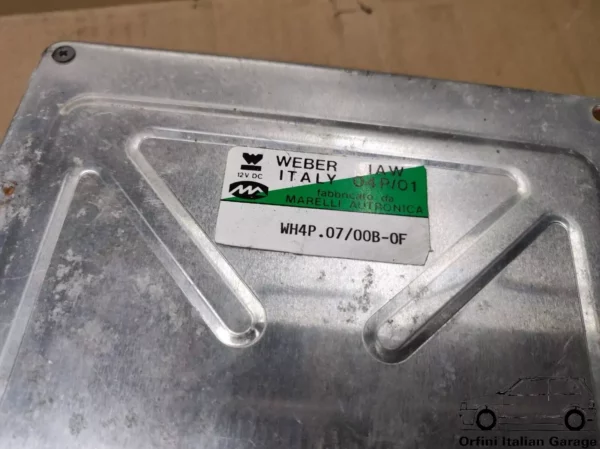 WEBER IAW
12V DC ITALY 04P/01
fabbricato da
MARELLI AUTRONICA
WH4P.07/00B-0F
Orfini Italian Garage